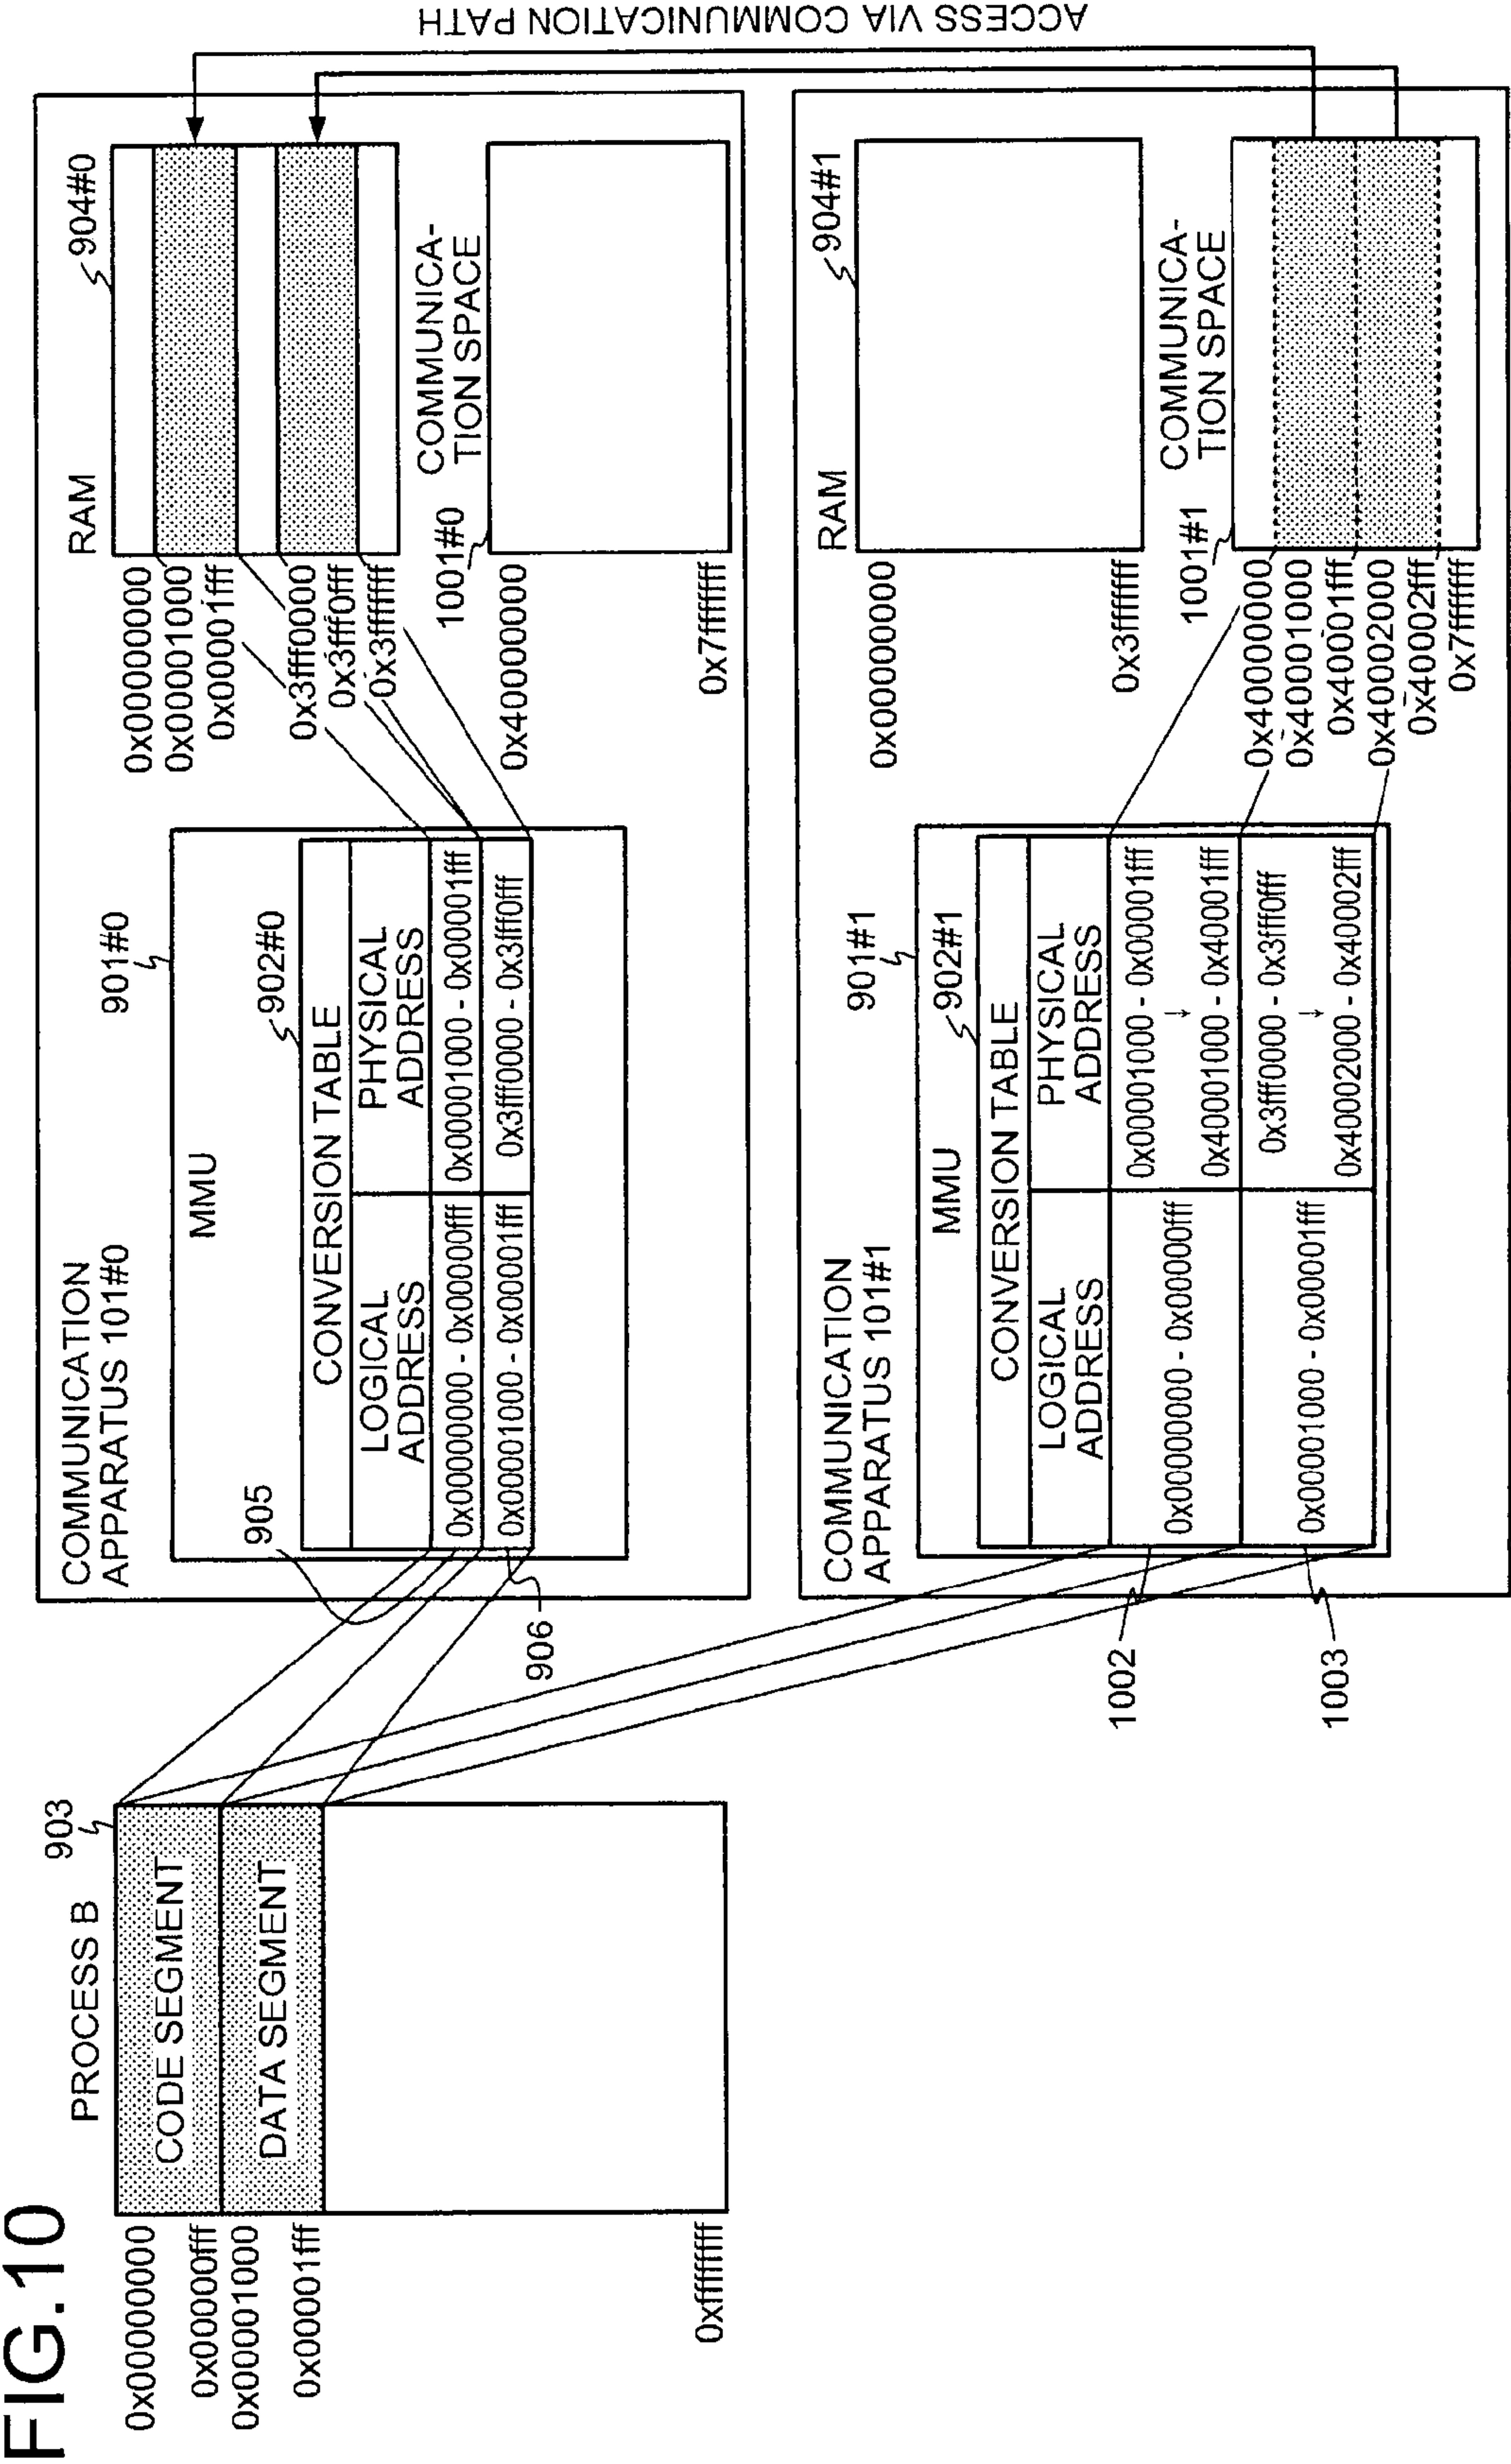 FIG.10
PROCESS B
903
0x00000000
CODE SEGMENT
0x00000fff
0x00001000
DATA SEGMENT
0x00001fff
0xffffffff
COMMUNICATION
APPARATUS 101#0
901#0
MMU
902#0
905
CONVERSION TABLE
LOGICAL
ADDRESS
PHYSICAL
ADDRESS
0x00000000 - 0x00000fff
0x00001000 - 0x00001fff
0x00001000 - 0x00001fff
0x3fff0000 - 0x3fff0fff
906
RAM
904#0
0x00000000
0x00001000
0x00001fff
0x3fff0000
0x3fff0fff
0x3fffffff
COMMUNICA-
TION SPACE
1001#0
0x40000000
0x7fffffff
COMMUNICATION
APPARATUS 101#1
901#1
MMU
902#1
CONVERSION TABLE
LOGICAL
ADDRESS
PHYSICAL
ADDRESS
0x00000000 - 0x00000fff
0x00001000 - 0x00001fff
↓
0x40001000 - 0x40001fff
0x00001000 - 0x00001fff
0x3fff0000 - 0x3fff0fff
↓
0x40002000 - 0x40002fff
1002
1003
RAM
904#1
0x00000000
0x3fffffff
COMMUNICA-
TION SPACE
1001#1
0x40000000
0x40001000
0x40001fff
0x40002000
0x40002fff
0x7fffffff
ACCESS VIA COMMUNICATION PATH